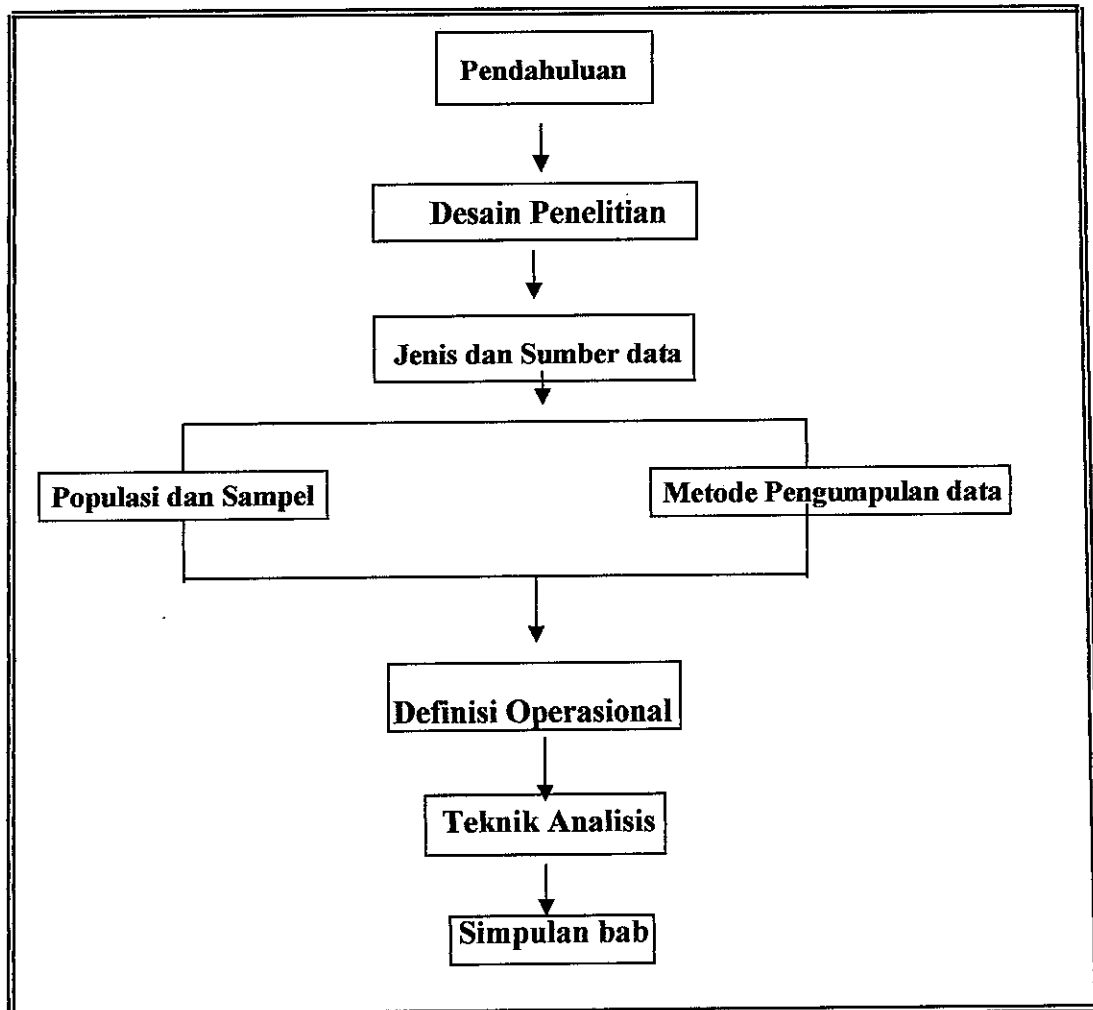 Pendahuluan
Desain Penelitian
Jenis dan Sumber data
Populasi dan Sampel
Metode Pengumpulan data
Definisi Operasional
Teknik Analisis
Simpulan bab